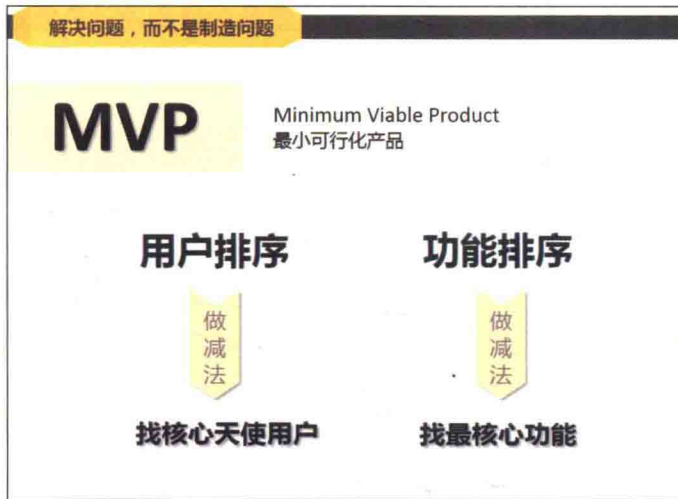 解决问题，而不是制造问题
MVP
Minimum Viable Product
最小可行化产品
用户排序
功能排序
做减法
做减法
找核心天使用户
找最核心功能